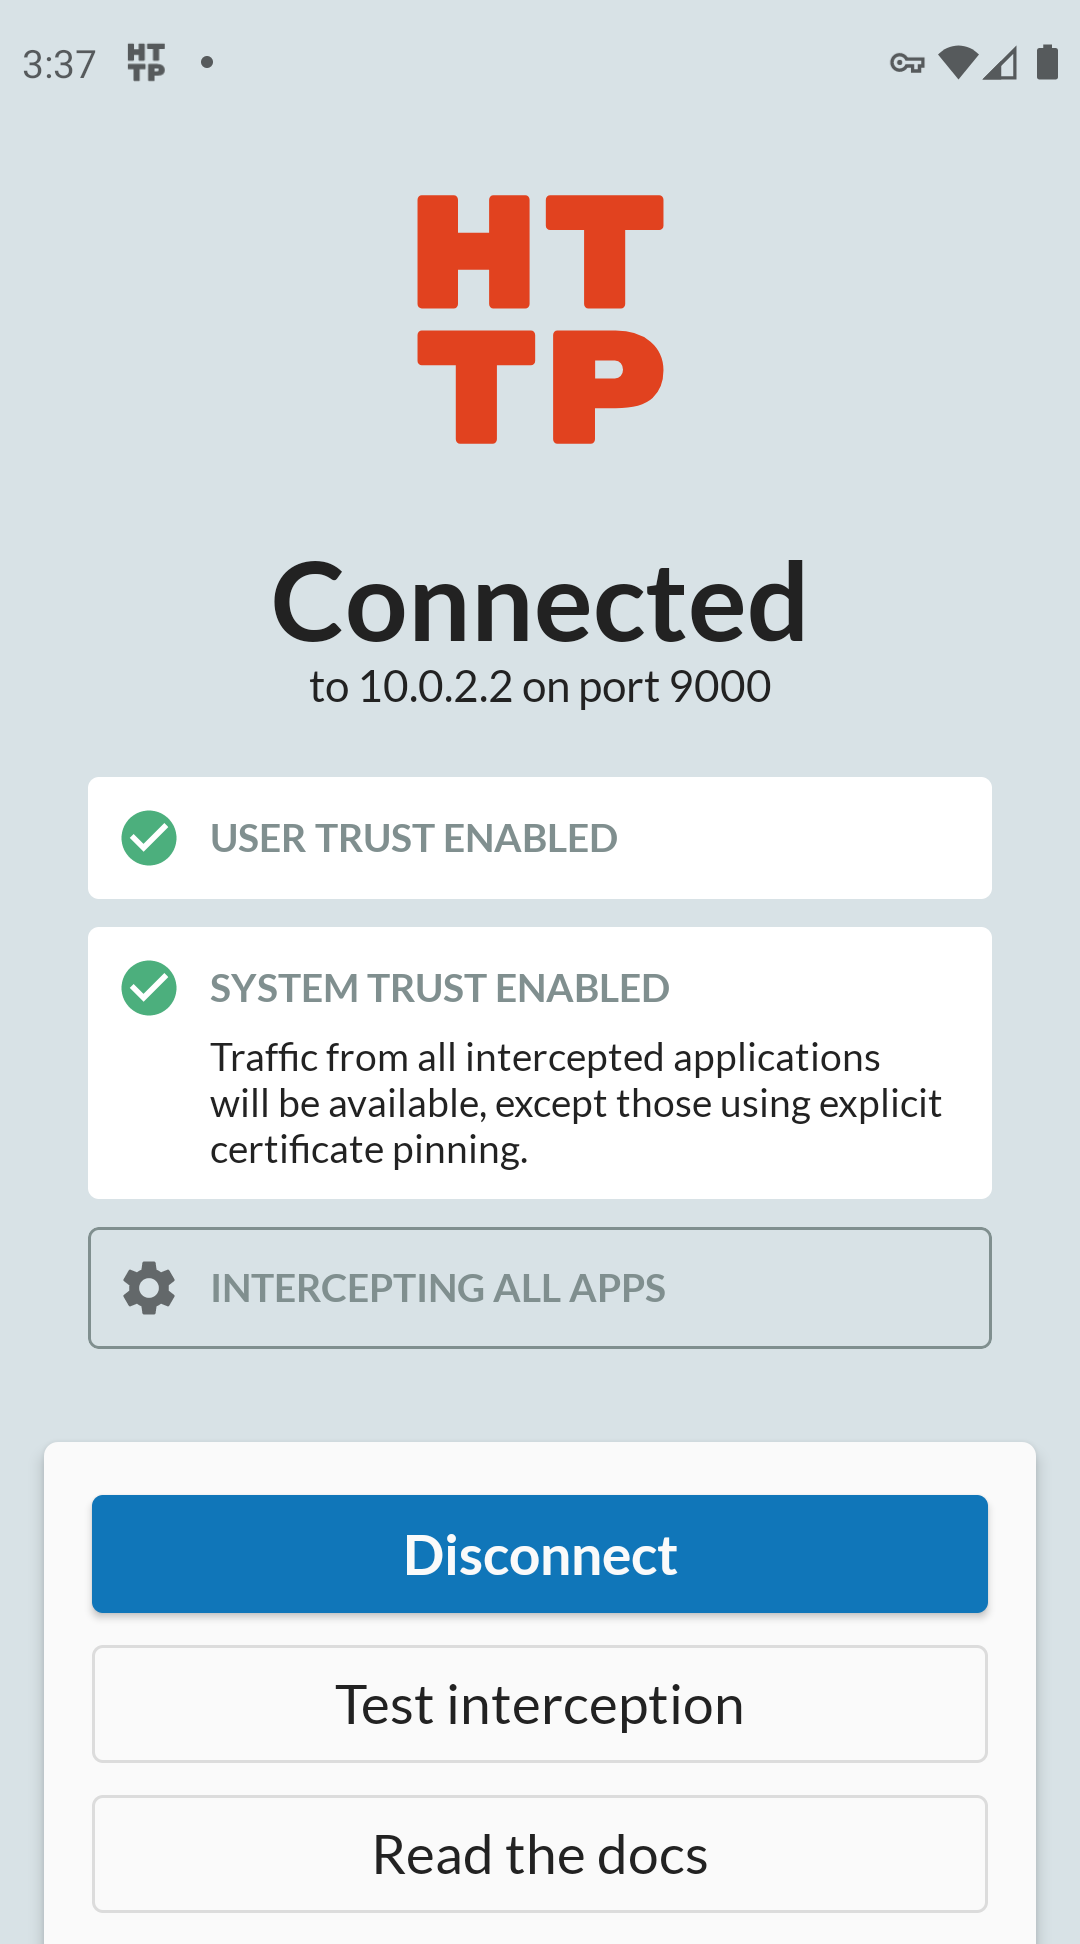 3:37
HT
TP
HT
TP
Connected
to 10.0.2.2 on port 9000
USER TRUST ENABLED
SYSTEM TRUST ENABLED
Traffic from all intercepted applications
will be available, except those using explicit
certificate pinning.
INTERCEPTING ALL APPS
Disconnect
Test interception
Read the docs